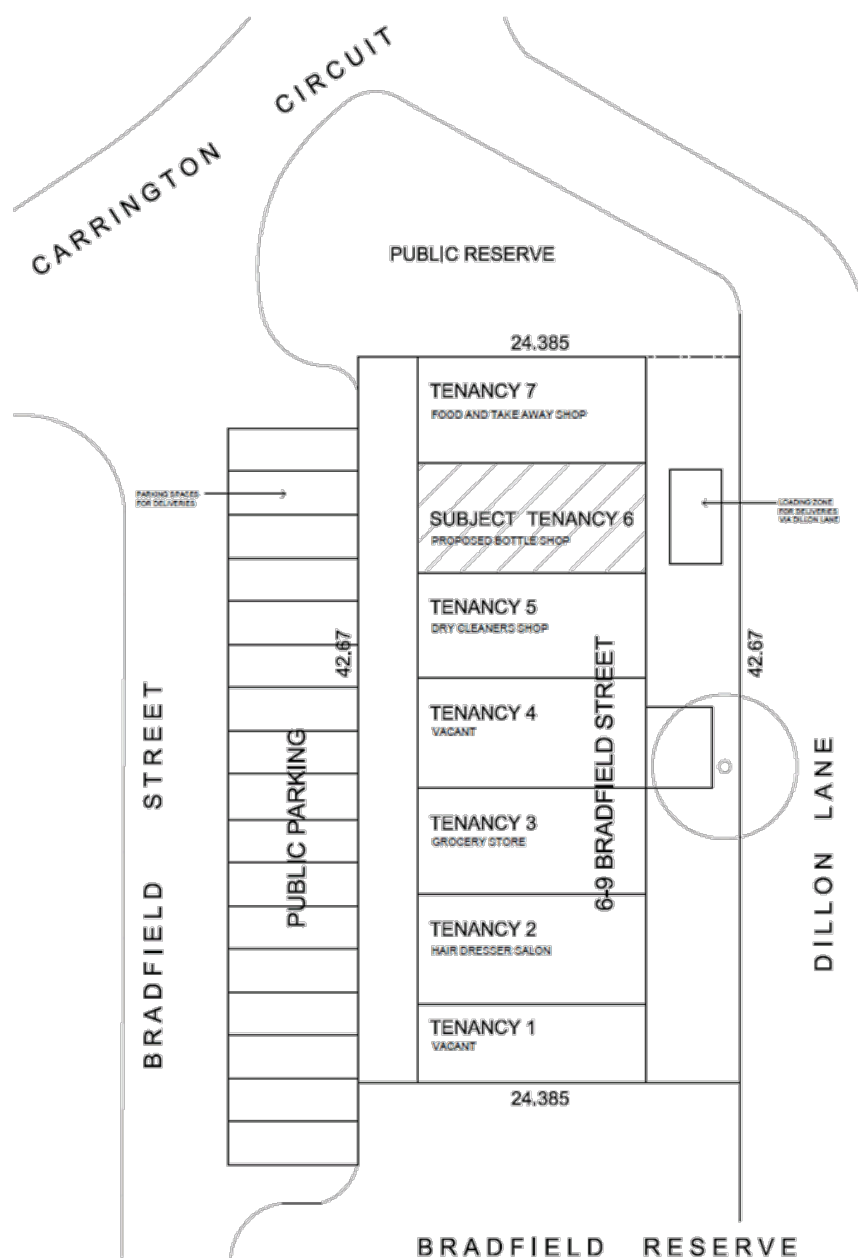 CARRINGTON CIRCUIT
PUBLIC RESERVE
24.385
TENANCY 7
FOOD AND TAKE AWAY SHOP
PARKING SPACES
FOR DELIVERIES
SUBJECT TENANCY 6
PROPOSED BOTTLE SHOP
LOADING ZONE
FOR DELIVERIES
VIA DILLON LANE
TENANCY 5
DRY CLEANERS SHOP
42.67
42.67
TENANCY 4
VACANT
6-9 BRADFIELD STREET
PUBLIC PARKING
BRADFIELD STREET
DILLON LANE
TENANCY 3
GROCERY STORE
TENANCY 2
HAIR DRESSER SALON
TENANCY 1
VACANT
24.385
BRADFIELD RESERVE